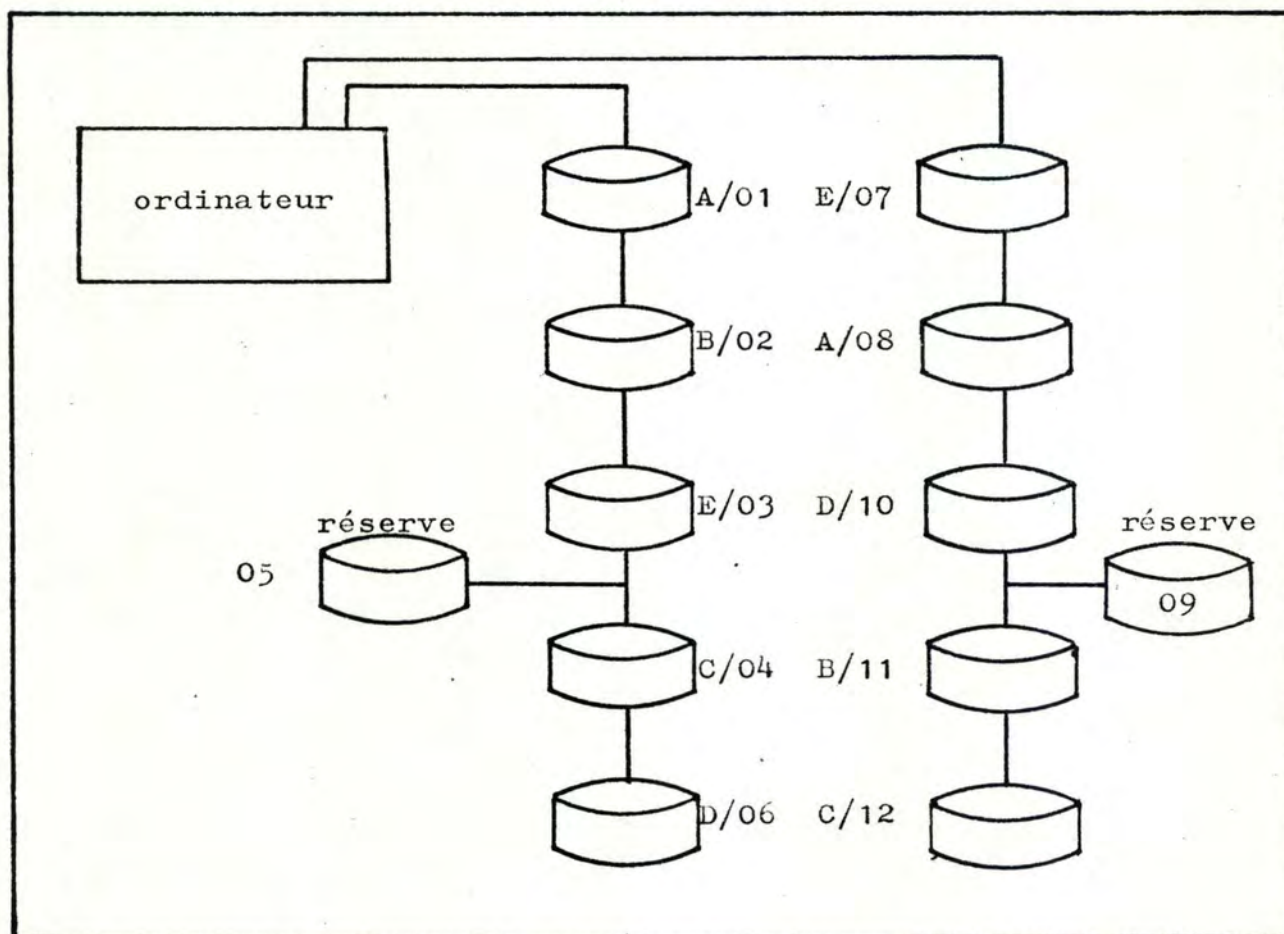 ordinateur
A/01 E/07
B/02 A/08
E/03 D/10
réserve réserve
05 09
C/04 B/11
D/06 C/12